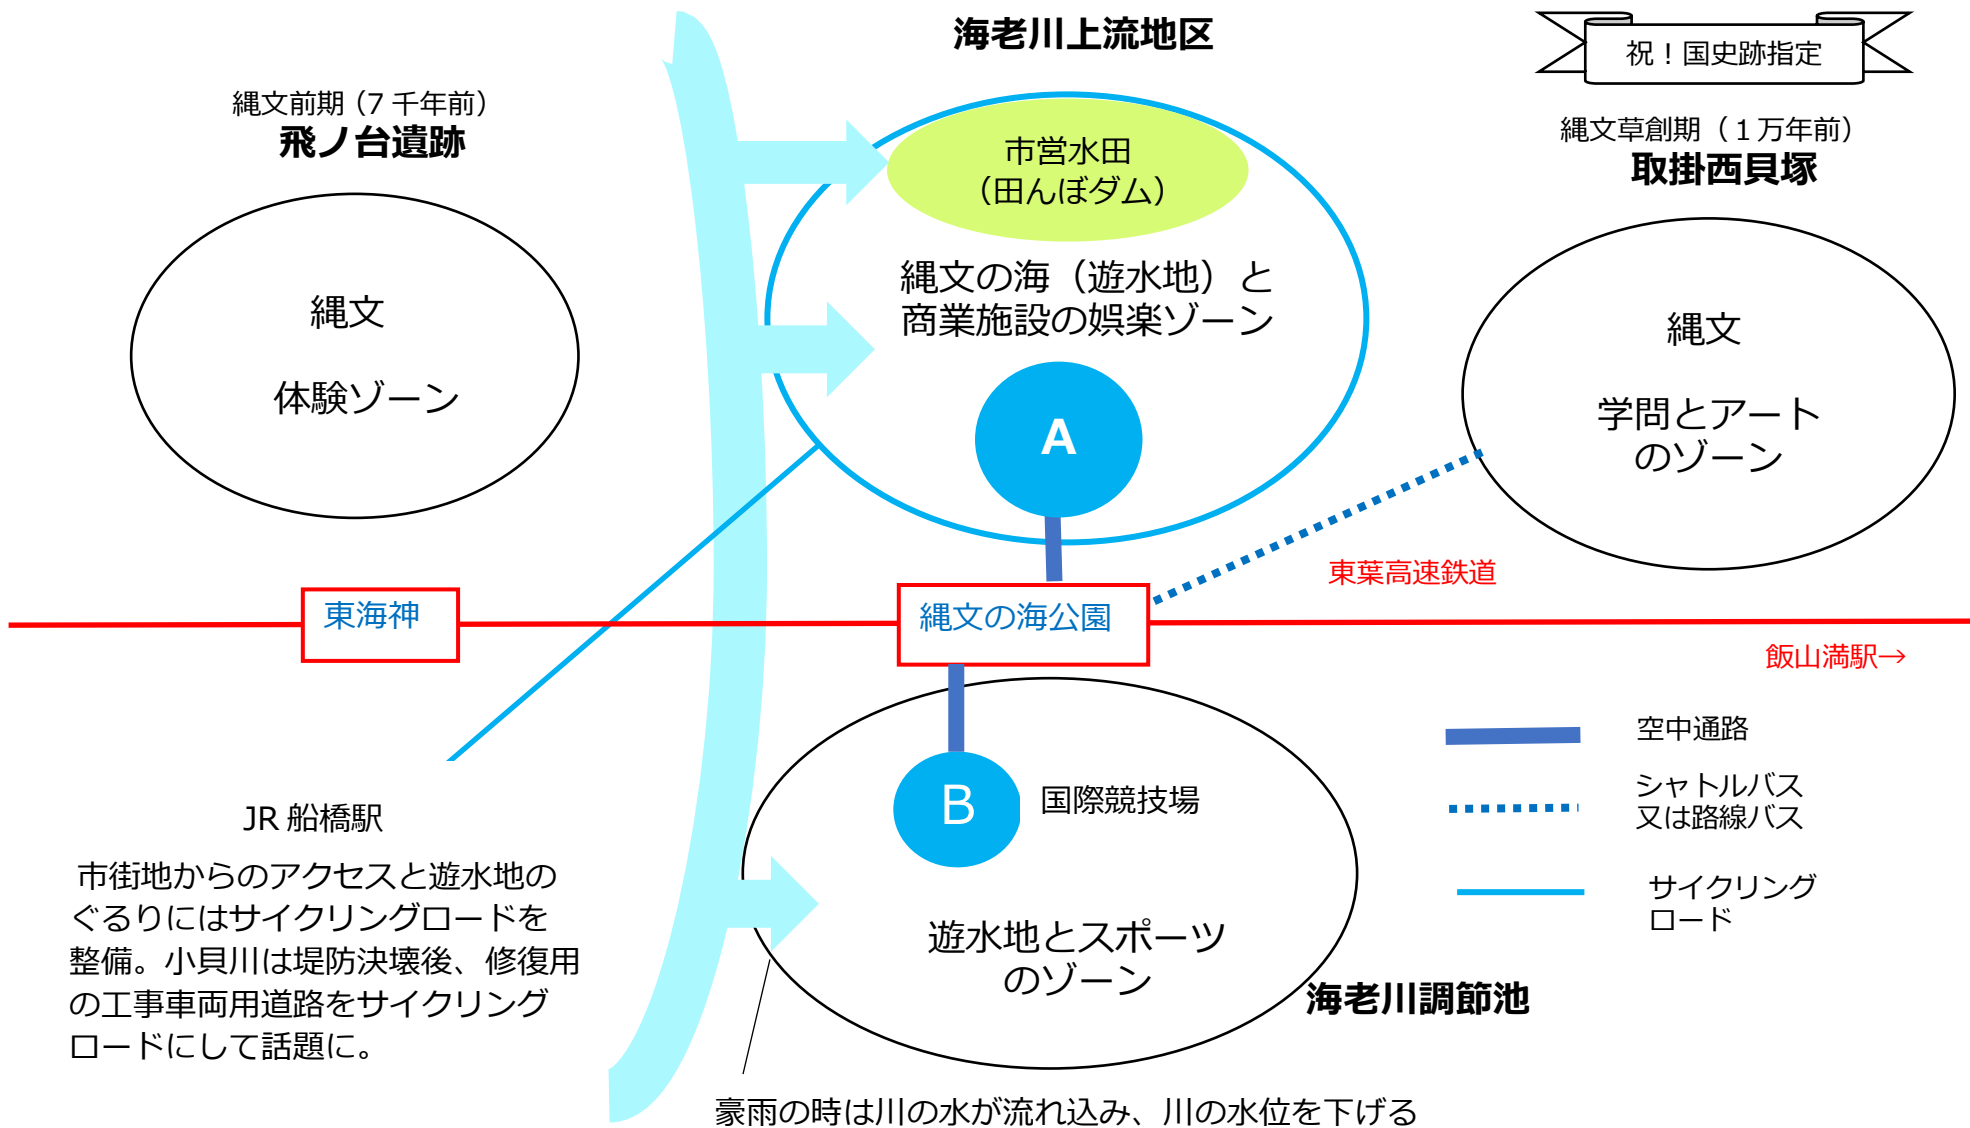 海老川上流地区
祝！国史跡指定
縄文前期（7千年前）
飛ノ台遺跡
縄文
体験ゾーン
市営水田
（田んぼダム）
縄文の海（遊水地）と
商業施設の娯楽ゾーン
A
縄文草創期（１万年前）
取掛西貝塚
縄文
学問とアート
のゾーン
東葉高速鉄道
東海神
縄文の海公園
飯山満駅→
空中通路
シャトルバス
又は路線バス
サイクリング
ロード
B
国際競技場
遊水地とスポーツ
のゾーン
海老川調節池
JR 船橋駅
市街地からのアクセスと遊水地の
ぐるりにはサイクリングロードを
整備。小貝川は堤防決壊後、修復用
の工事車両用道路をサイクリング
ロードにして話題に。
豪雨の時は川の水が流れ込み、川の水位を下げる